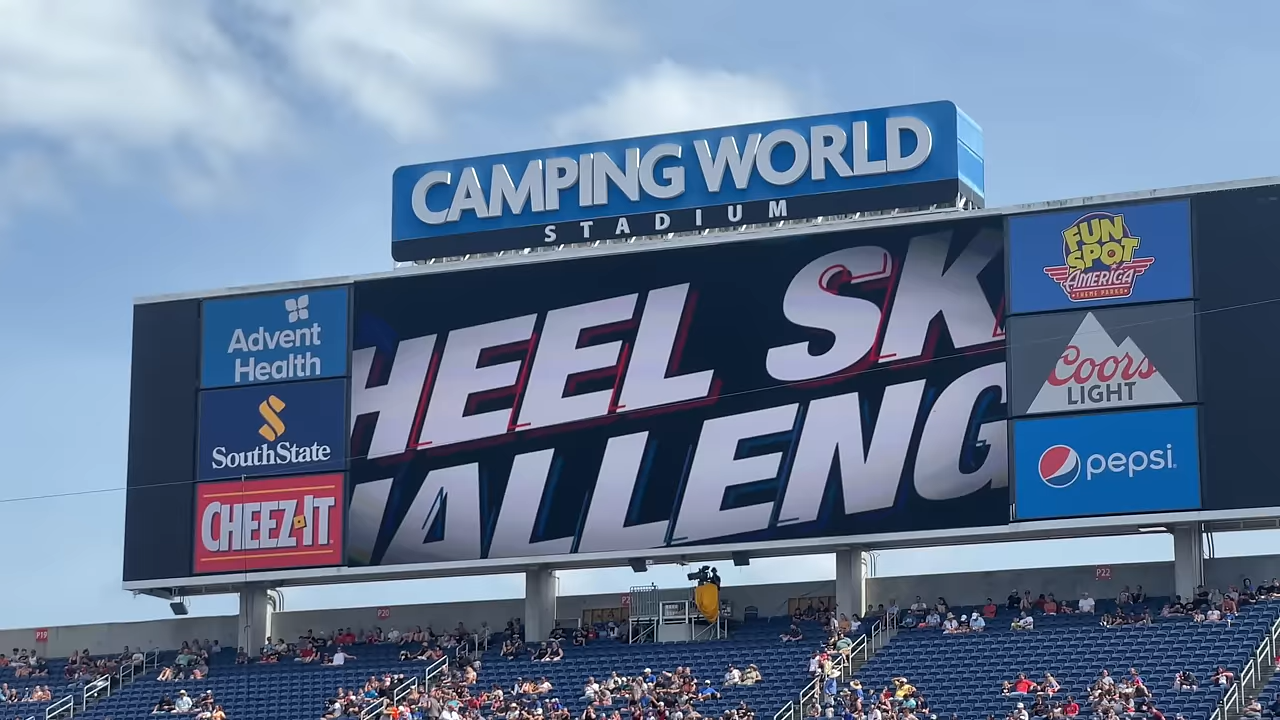 CAMPING WORLD
STADIUM
HEEL SK
ALLENG
Advent
Health
SouthState
CHEEZ-IT
FUN
SPOT
AMERICA
THEME PARKS
Coors
LIGHT
pepsi
P19
P20
P22